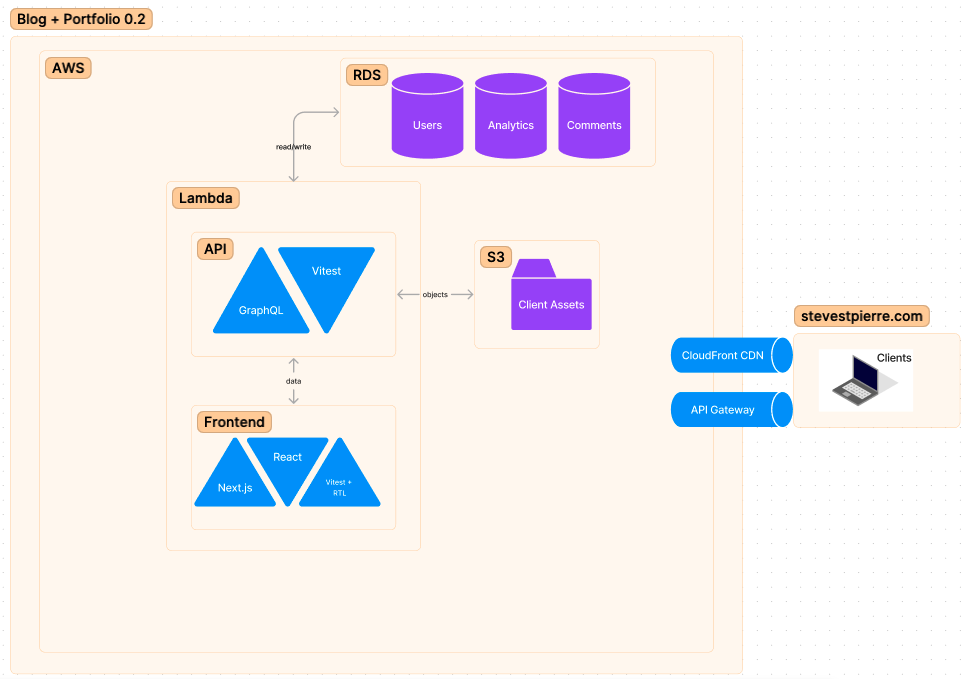 Blog + Portfolio 0.2
AWS
RDS
Users
Analytics
Comments
read/write
Lambda
API
GraphQL
Vitest
objects
S3
Client Assets
data
Frontend
Next.js
React
Vitest +
RTL
CloudFront CDN
API Gateway
stevestpierre.com
Clients